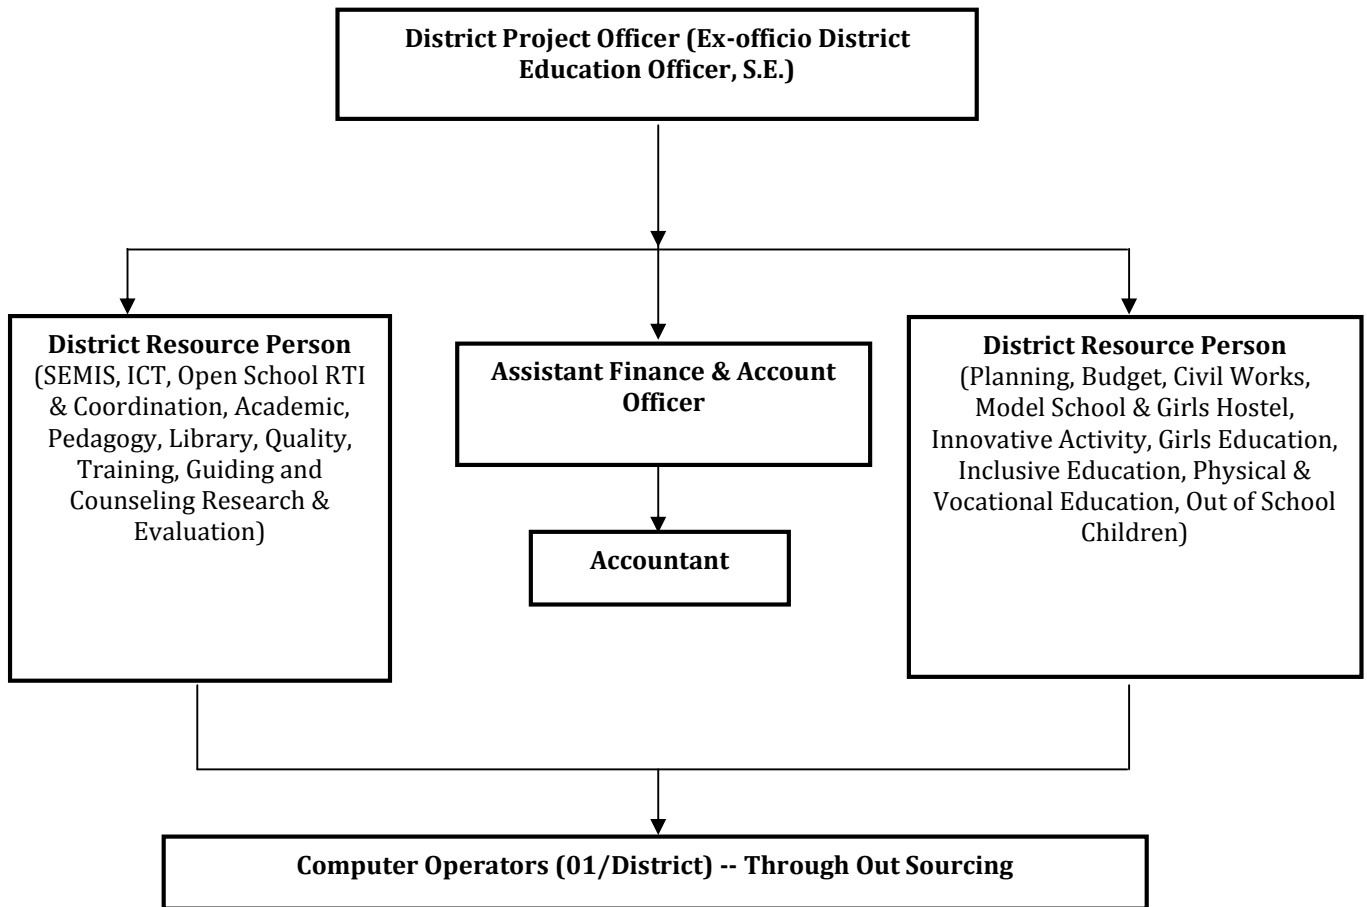 District Project Officer (Ex-officio District
Education Officer, S.E.)
District Resource Person
(SEMIS, ICT, Open School RTI
& Coordination, Academic,
Pedagogy, Library, Quality,
Training, Guiding and
Counseling Research &
Evaluation)
Assistant Finance & Account
Officer
Accountant
District Resource Person
(Planning, Budget, Civil Works,
Model School & Girls Hostel,
Innovative Activity, Girls Education,
Inclusive Education, Physical &
Vocational Education, Out of School
Children)
Computer Operators (01/District) -- Through Out Sourcing